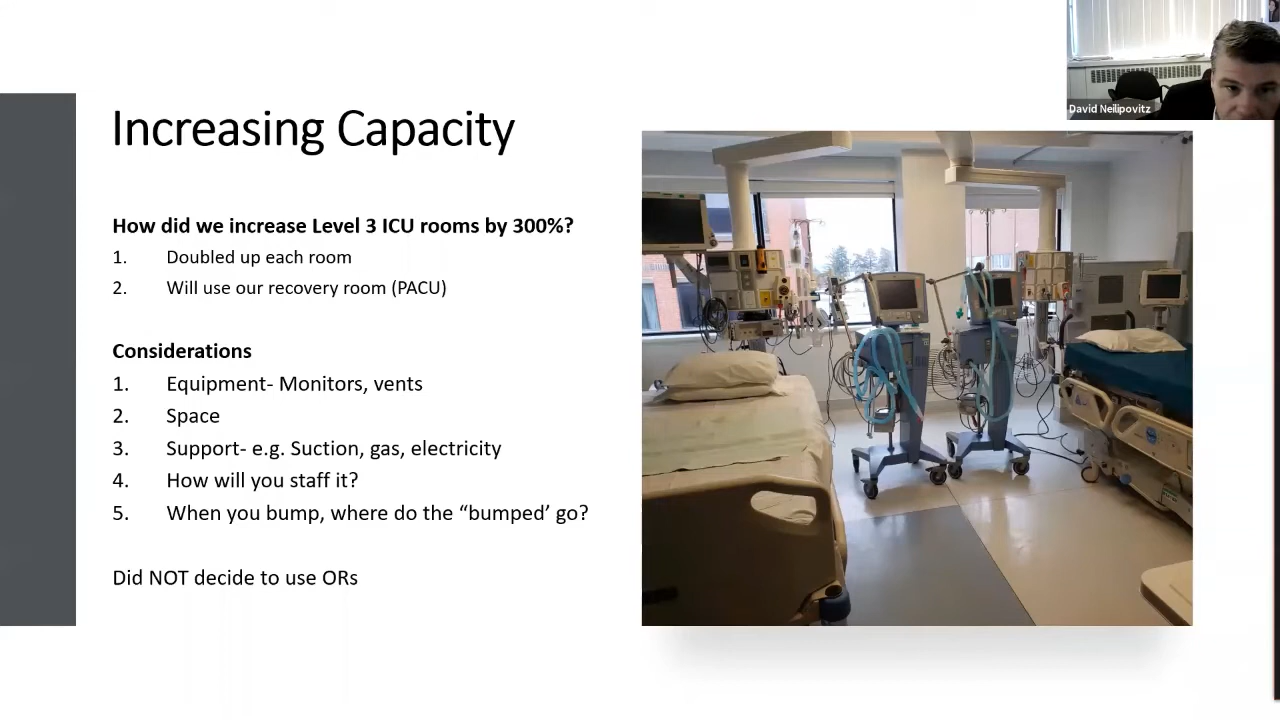 David Neilipovitz
Increasing Capacity
How did we increase Level 3 ICU rooms by 300%?
1. Doubled up each room
2. Will use our recovery room (PACU)
Considerations
1. Equipment- Monitors, vents
2. Space
3. Support- e.g. Suction, gas, electricity
4. How will you staff it?
5. When you bump, where do the “bumped’ go?
Did NOT decide to use ORs